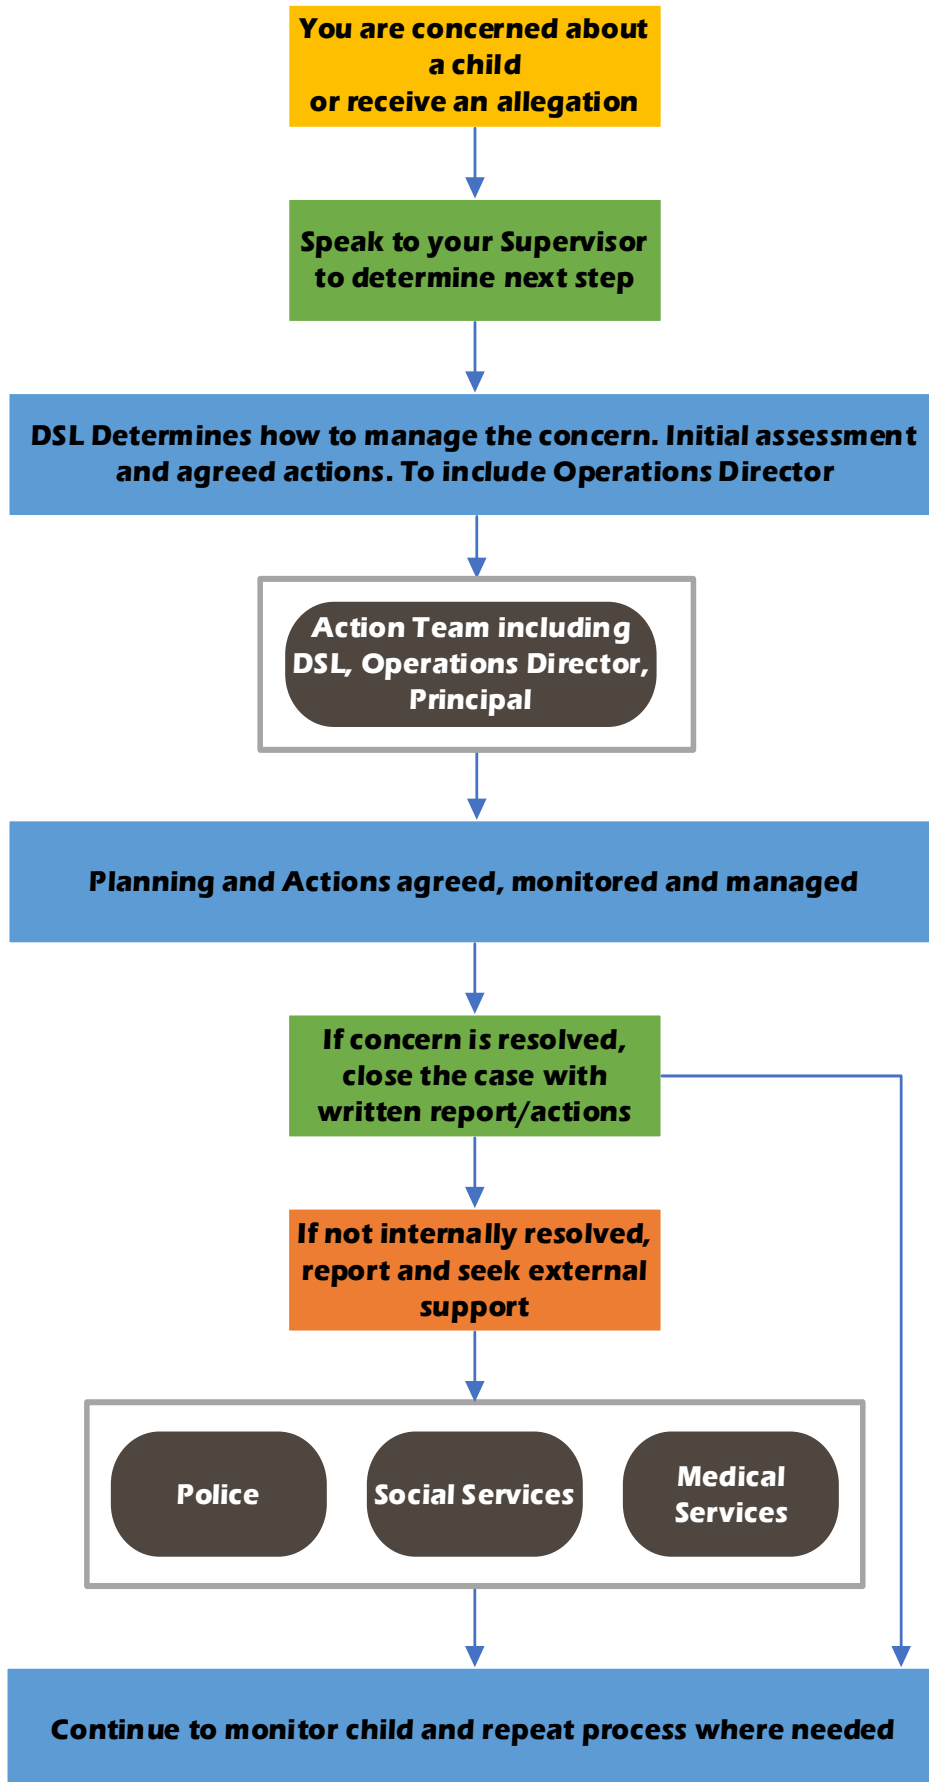 You are concerned about
a child
or receive an allegation
Speak to your Supervisor
to determine next step
DSL Determines how to manage the concern. Initial assessment
and agreed actions. To include Operations Director
Action Team including
DSL, Operations Director,
Principal
Planning and Actions agreed, monitored and managed
If concern is resolved,
close the case with
written report/actions
If not internally resolved,
report and seek external
support
Police
Social Services
Medical
Services
Continue to monitor child and repeat process where needed